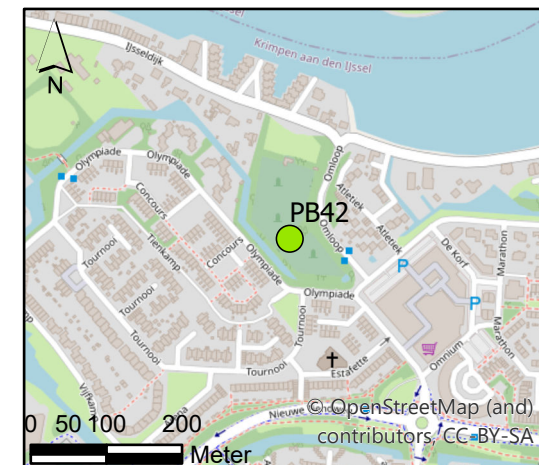 N
IJsseldijk
Krimpen aan den IJssel
Olympiade
Olympiade
Omloop
Atletiek
Concours
PB42
Omloop
Atletiek
De Korf
Marathon
Tienkamp
Concours
Olympiade
Tournooi
P
Tournooi
Olympiade
P
Tournooi
Tournooi
Marathon
Omnium
Tournooi
Estafette
Vijfkamp
© OpenStreetMap (and)
contributors, CC-BY-SA
0 50 100 200
Meter